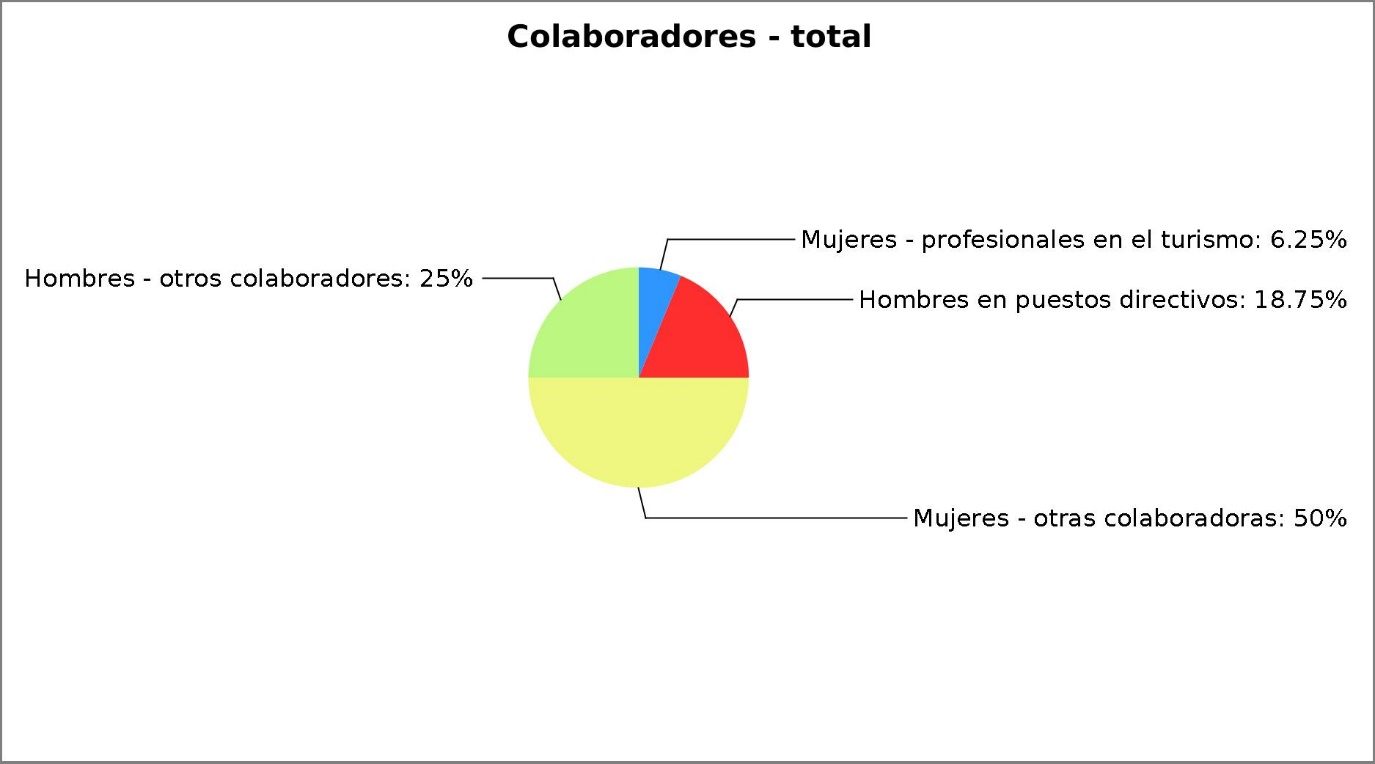 Colaboradores - total
Mujeres - profesionales en el turismo: 6.25%
Hombres - otros colaboradores: 25%
Hombres en puestos directivos: 18.75%
Mujeres - otras colaboradoras: 50%